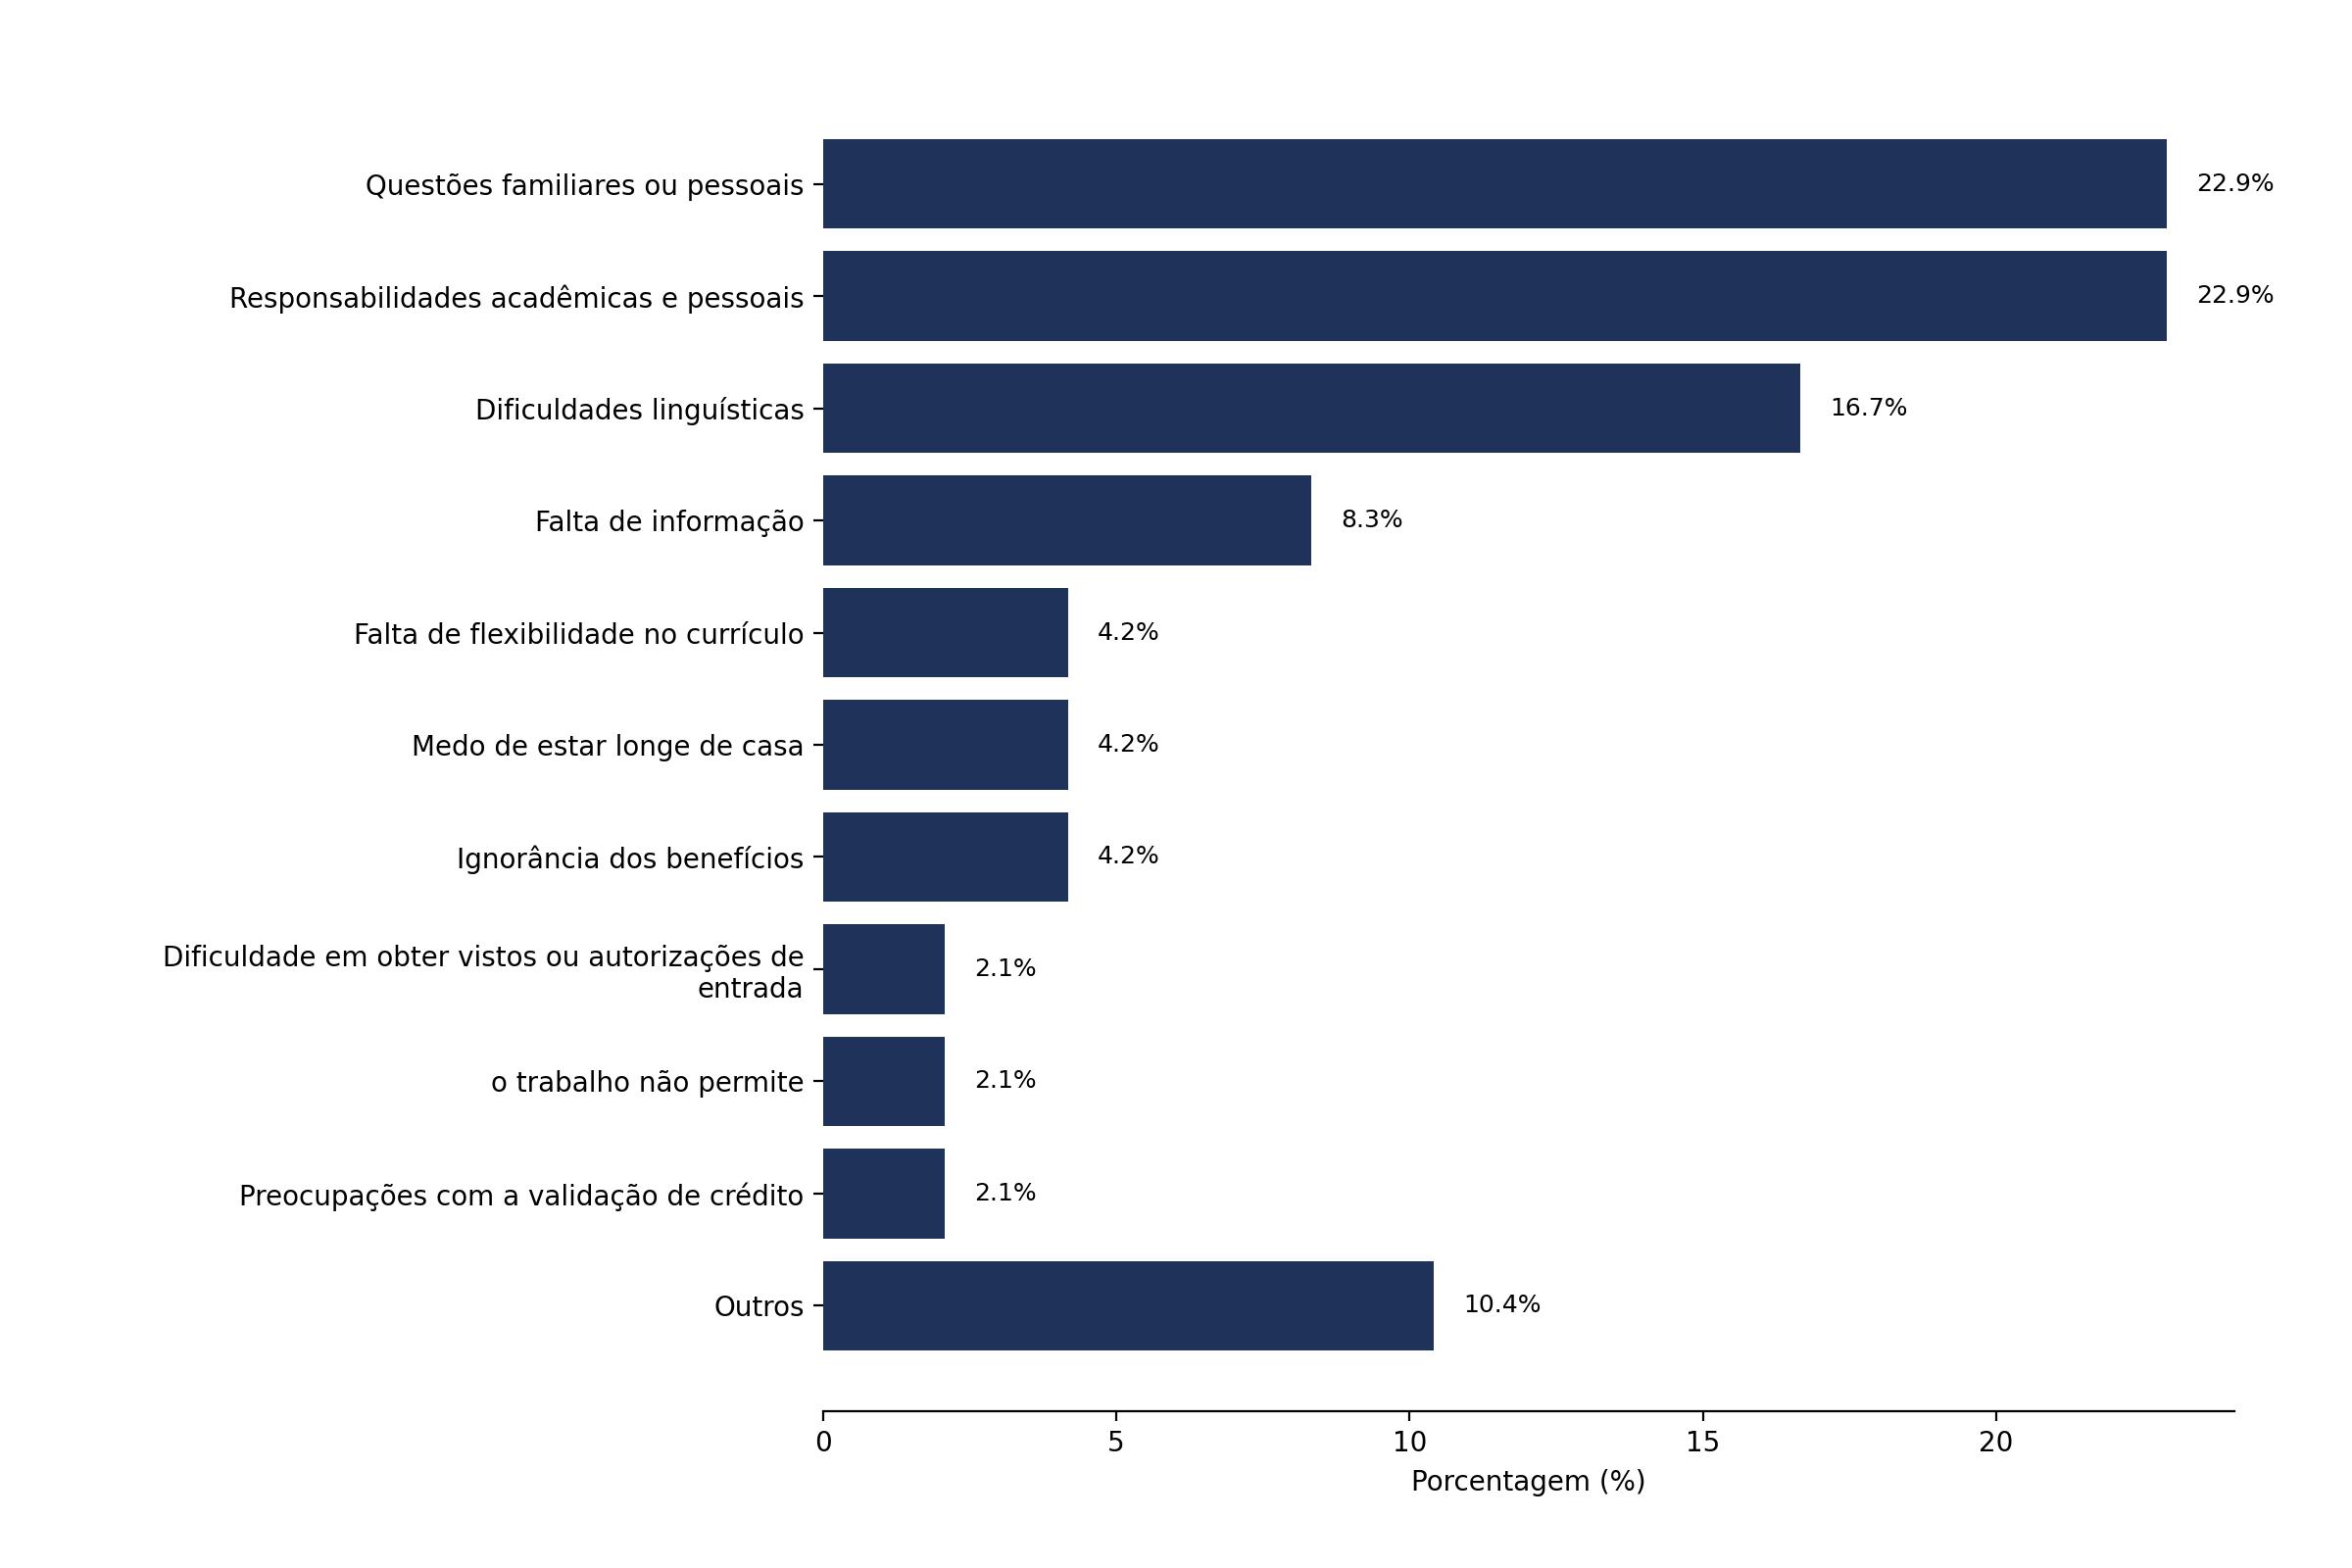 Questões familiares ou pessoais 22.9%
Responsabilidades acadêmicas e pessoais 22.9%
Dificuldades linguísticas 16.7%
Falta de informação 8.3%
Falta de flexibilidade no currículo 4.2%
Medo de estar longe de casa 4.2%
Ignorância dos benefícios 4.2%
Dificuldade em obter vistos ou autorizações de
entrada 2.1%
o trabalho não permite 2.1%
Preocupações com a validação de crédito 2.1%
Outros 10.4%
0 5 10 15 20
Porcentagem (%)